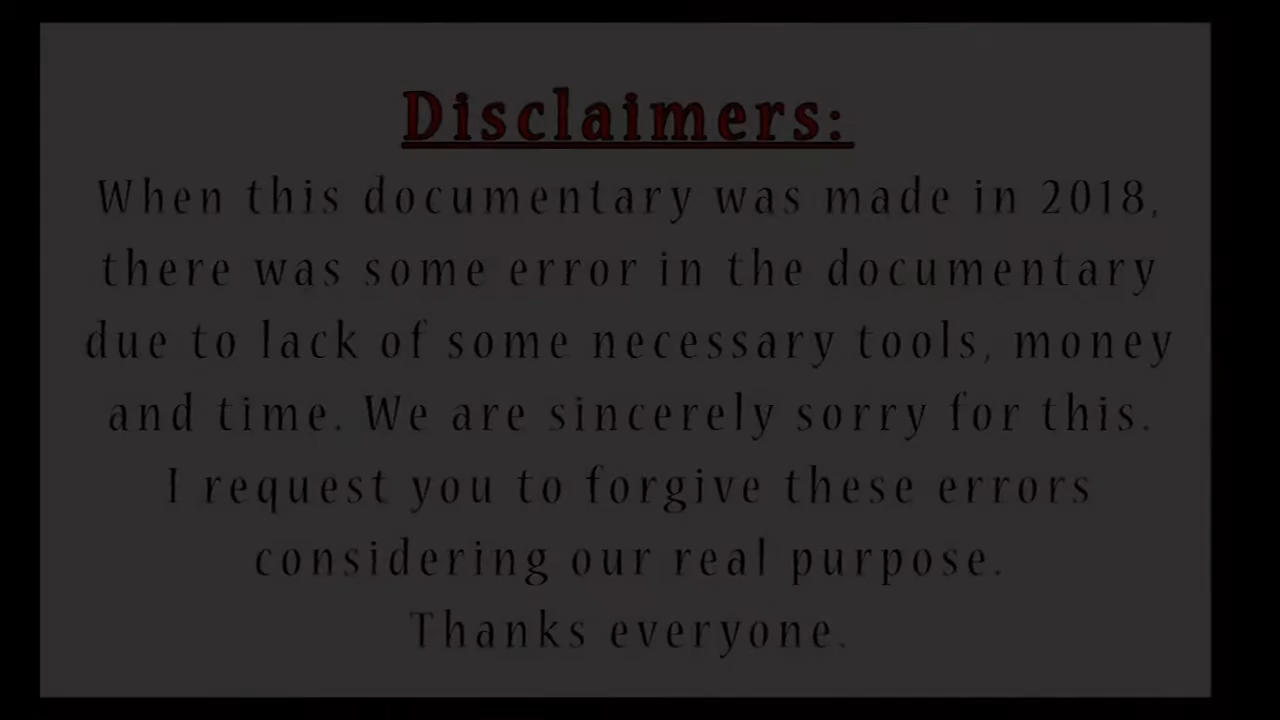 Disclaimers:
When this documentary was made in 2018,
there was some error in the documentary
due to lack of some necessary tools, money
and time. We are sincerely sorry for this.
I request you to forgive these errors
considering our real purpose.
Thanks everyone.